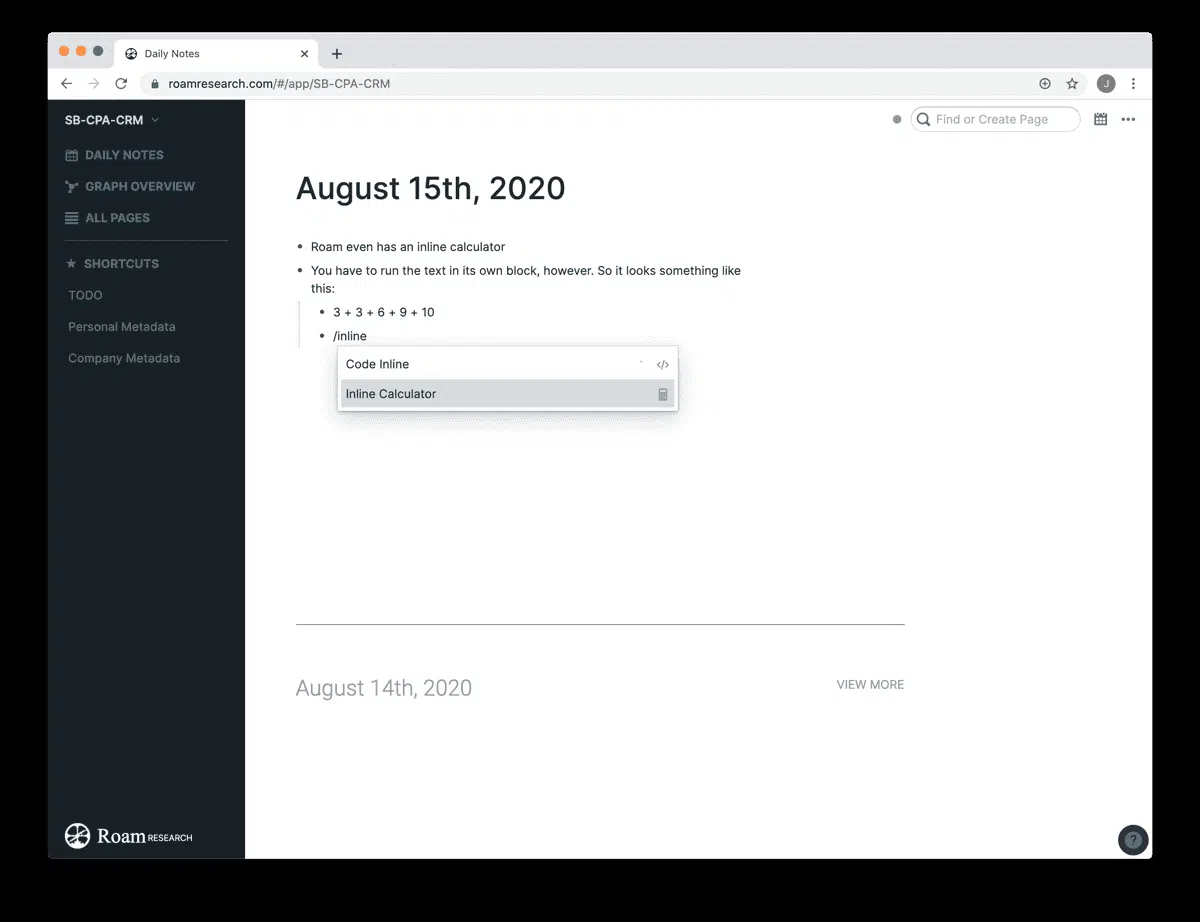 Daily Notes
roamresearch.com/#/app/SB-CPA-CRM
J
SB-CPA-CRM
Find or Create Page
DAILY NOTES
GRAPH OVERVIEW
ALL PAGES
SHORTCUTS
TODO
Personal Metadata
Company Metadata
August 15th, 2020
Roam even has an inline calculator
You have to run the text in its own block, however. So it looks something like
this:
3 + 3 + 6 + 9 + 10
/inline
Code Inline
</>
Inline Calculator
August 14th, 2020
VIEW MORE
Roam RESEARCH
?